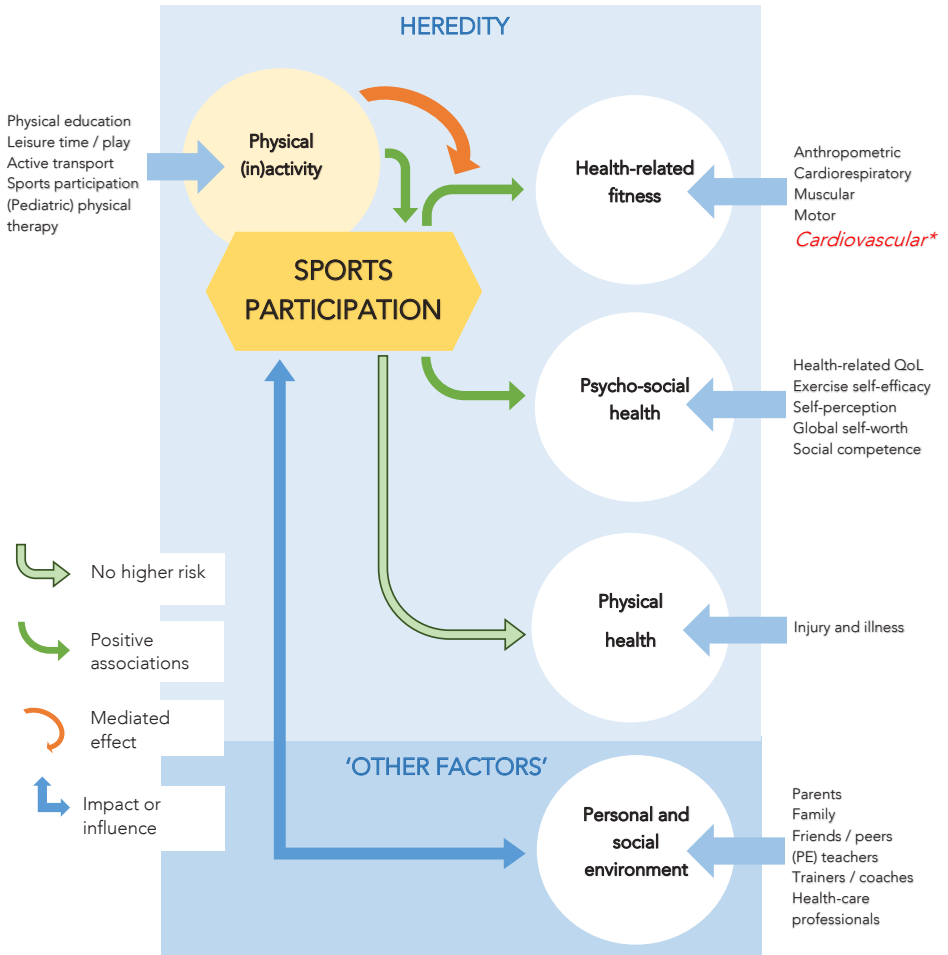 HEREDITY
Physical education
Leisure time / play
Active transport
Sports participation
(Pediatric) physical
therapy
Physical
(in)activity
SPORTS
PARTICIPATION
Health-related
fitness
Anthropometric
Cardiorespiratory
Muscular
Motor
Cardiovascular*
Psycho-social
health
Health-related QoL
Exercise self-efficacy
Self-perception
Global self-worth
Social competence
Physical
health
Injury and illness
No higher risk
Positive
associations
Mediated
effect
Impact or
influence
'OTHER FACTORS'
Personal and
social
environment
Parents
Family
Friends / peers
(PE) teachers
Trainers / coaches
Health-care
professionals